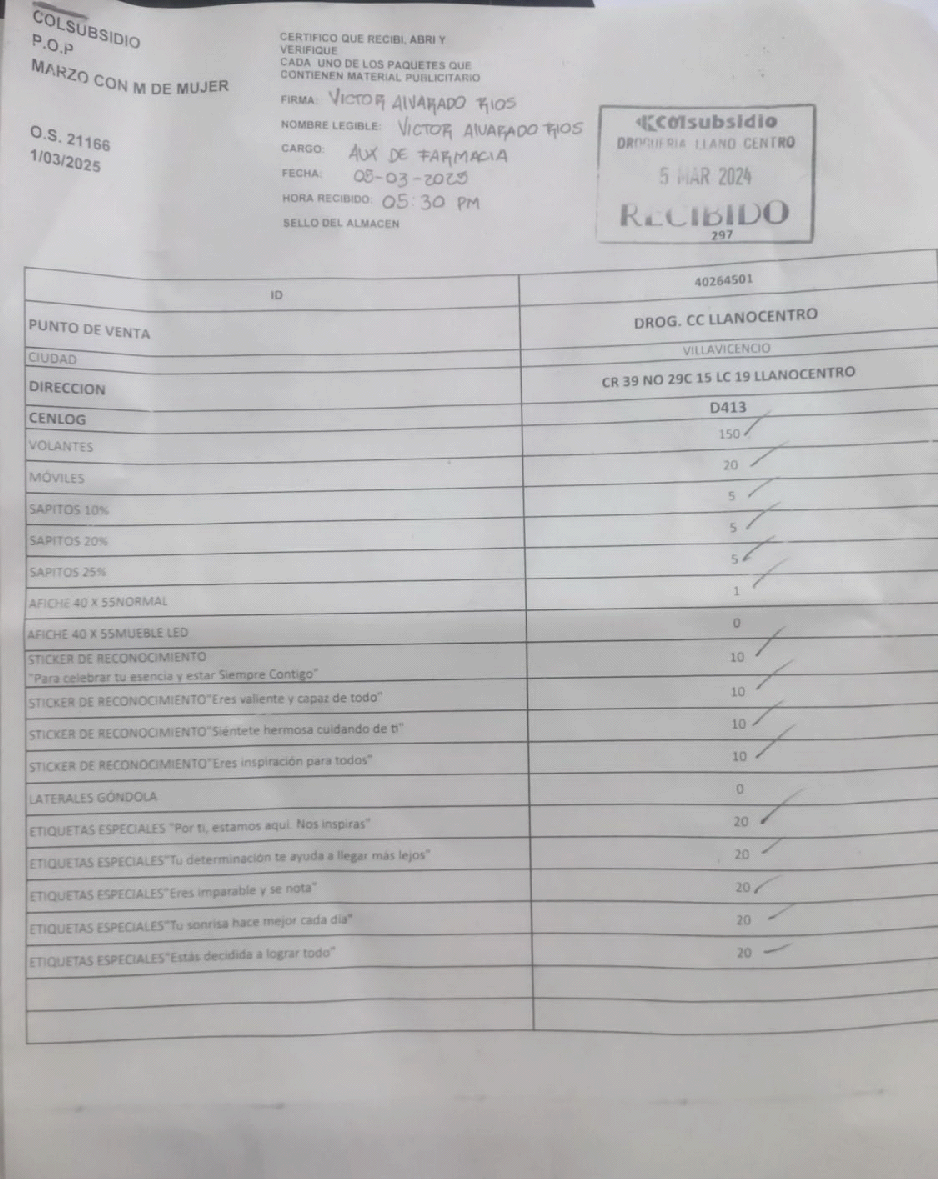 COLSUBSIDIO
P.O.P
MARZO CON M DE MUJER
O.S. 21166
1/03/2025
CERTIFICO QUE RECIBI, ABRI Y
VERIFIQUE
CADA UNO DE LOS PAQUETES QUE
CONTIENEN MATERIAL PUBLICITARIO
FIRMA: VICTOR ALVARADO RIOS
NOMBRE LEGIBLE: VICTOR ALVARADO RIOS
CARGO: AUX DE FARMACIA
FECHA: 05-03-2025
HORA RECIBIDO: 05:30 PM
SELLO DEL ALMACEN
Colsubsidio
DROGUERIA LLANO CENTRO
5 MAR 2024
RECIBIDO
297
ID 40264501
PUNTO DE VENTA DROG. CC LLANOCENTRO
CIUDAD VILLAVICENCIO
DIRECCION CR 39 NO 29C 15 LC 19 LLANOCENTRO
CENLOG D413
VOLANTES 150
MÓVILES 20
SAPITOS 10% 5
SAPITOS 20% 5
SAPITOS 25% 5
AFICHE 40 X 55NORMAL 1
AFICHE 40 X 55MUEBLE LED 0
STICKER DE RECONOCIMIENTO
"Para celebrar tu esencia y estar Siempre Contigo" 10
STICKER DE RECONOCIMIENTO"Eres valiente y capaz de todo" 10
STICKER DE RECONOCIMIENTO"Siéntete hermosa cuidando de ti" 10
STICKER DE RECONOCIMIENTO"Eres inspiración para todos" 10
LATERALES GÓNDOLA 0
ETIQUETAS ESPECIALES "Por ti, estamos aquí. Nos inspiras" 20
ETIQUETAS ESPECIALES"Tu determinación te ayuda a llegar más lejos" 20
ETIQUETAS ESPECIALES"Eres imparable y se nota" 20
ETIQUETAS ESPECIALES"Tu sonrisa hace mejor cada día" 20
ETIQUETAS ESPECIALES"Estás decidida a lograr todo" 20